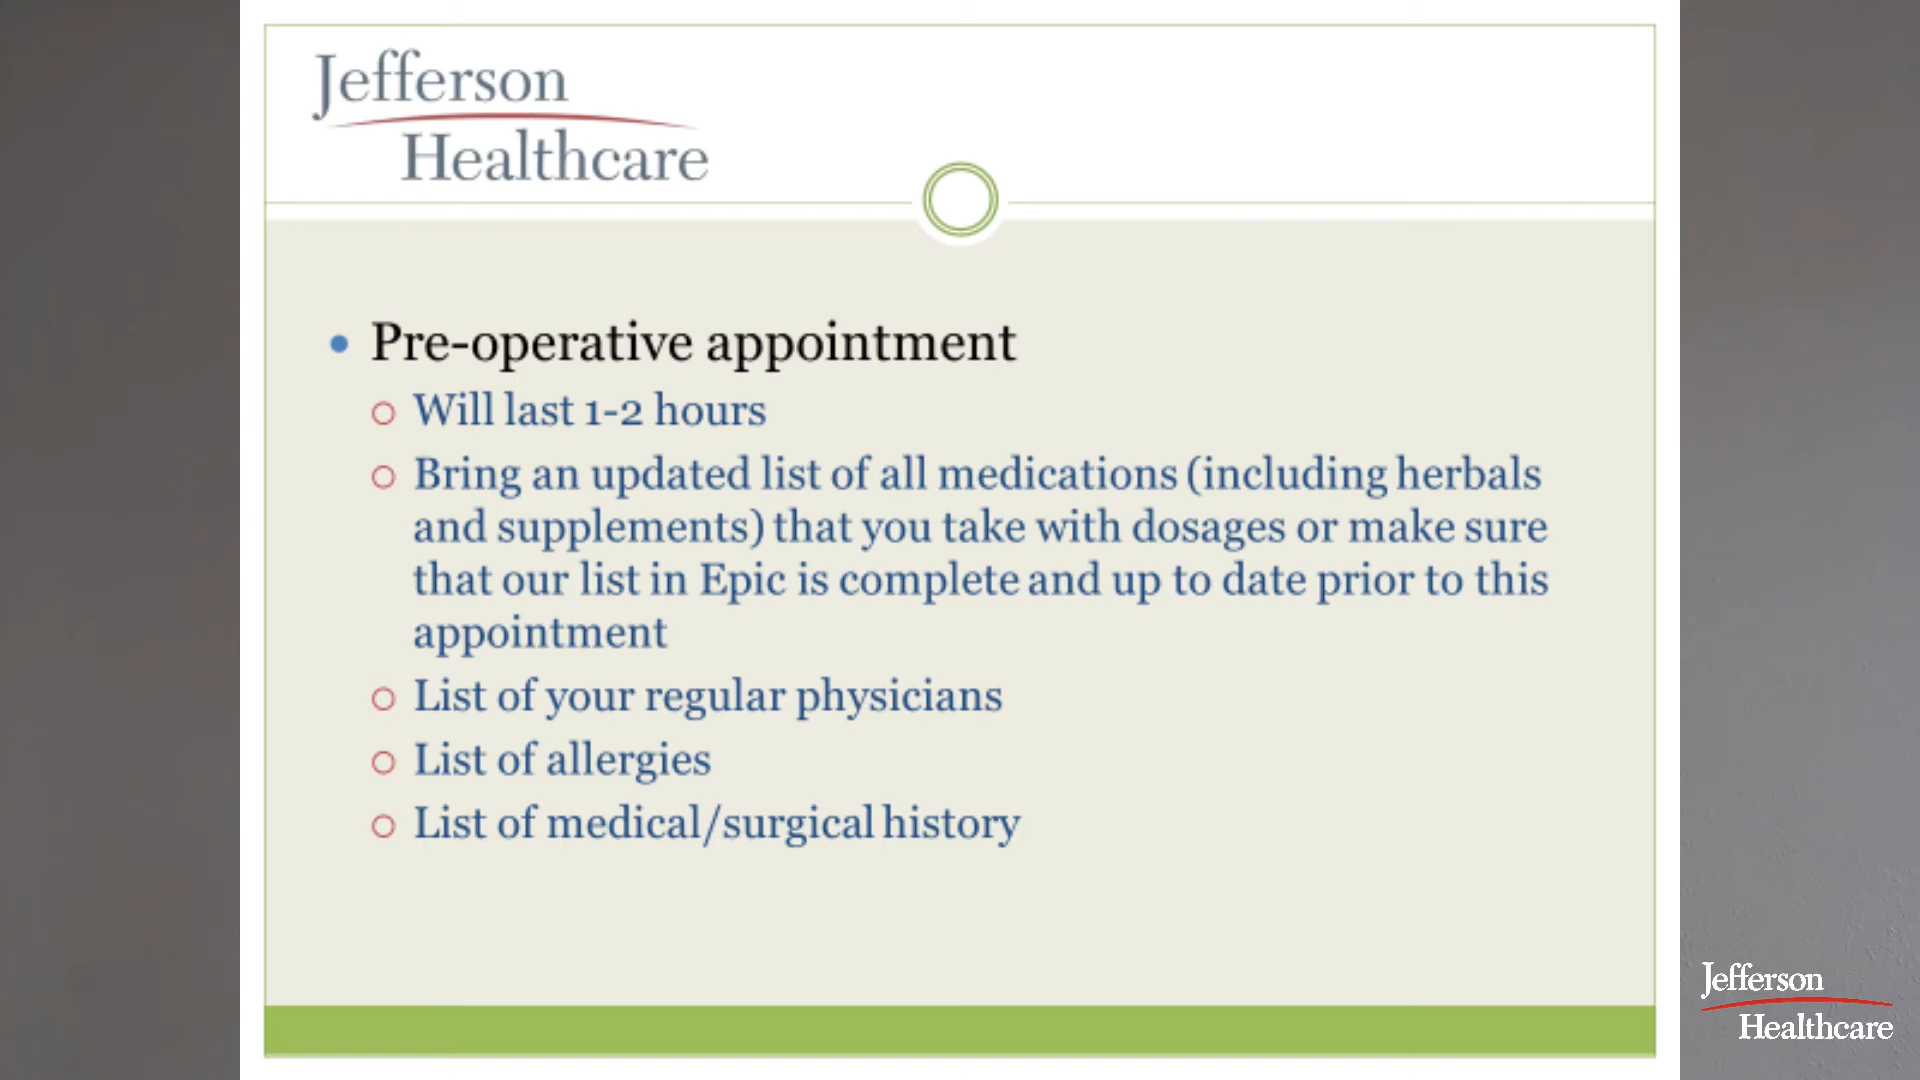 Jefferson
Healthcare
• Pre-operative appointment
○ Will last 1-2 hours
○ Bring an updated list of all medications (including herbals
and supplements) that you take with dosages or make sure
that our list in Epic is complete and up to date prior to this
appointment
○ List of your regular physicians
○ List of allergies
○ List of medical/surgical history
Jefferson
Healthcare